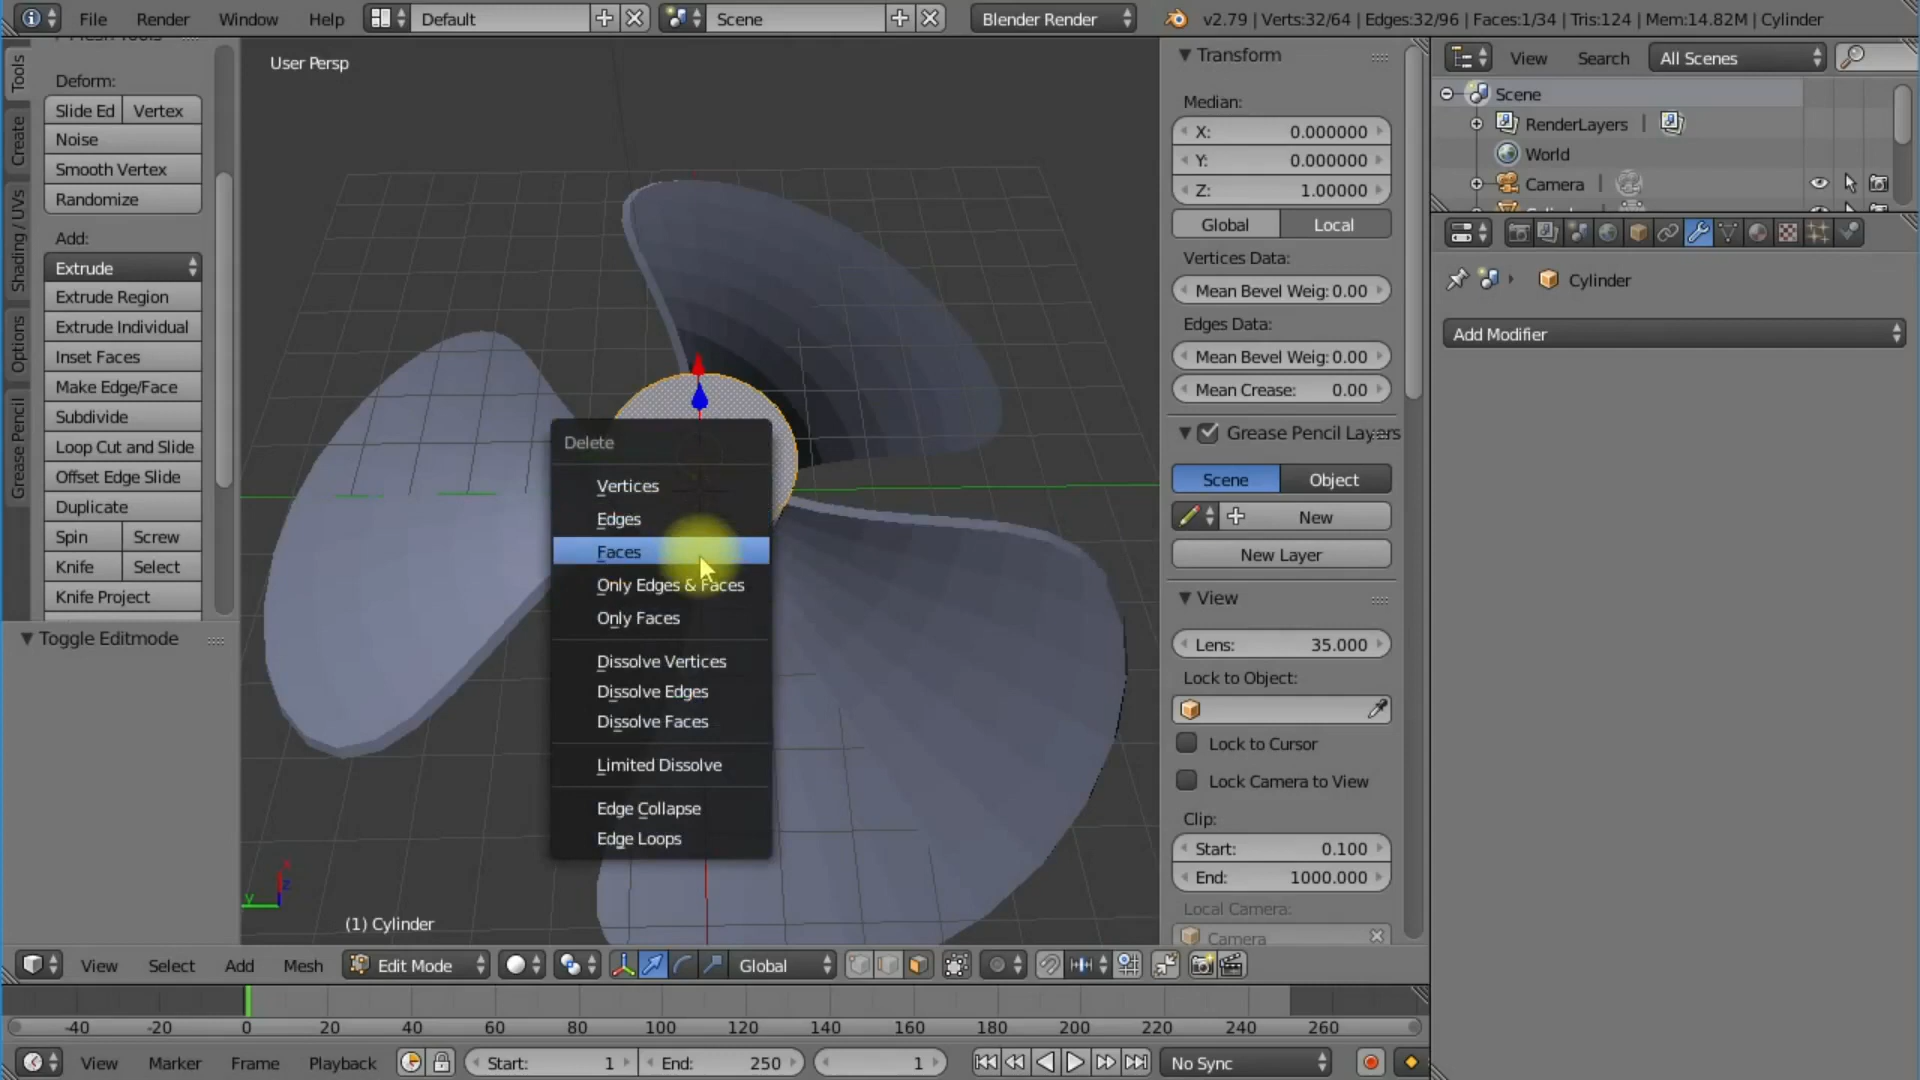 File Render Window Help Default Scene Blender Render v2.79 | Verts:32/64 | Edges:32/96 | Faces:1/34 | Tris:124 | Mem:14.82M | Cylinder
Mesh Tools
Deform:
Slide Ed Vertex
Noise
Smooth Vertex
Randomize
Add:
Extrude
Extrude Region
Extrude Individual
Inset Faces
Make Edge/Face
Subdivide
Loop Cut and Slide
Offset Edge Slide
Duplicate
Spin Screw
Knife Select
Knife Project
Toggle Editmode
Tools
Create
Shading / UVs
Options
Grease Pencil
User Persp
Delete
Vertices
Edges
Faces
Only Edges & Faces
Only Faces
Dissolve Vertices
Dissolve Edges
Dissolve Faces
Limited Dissolve
Edge Collapse
Edge Loops
x
z
y
(1) Cylinder
Transform
Median:
X: 0.000000
Y: 0.000000
Z: 1.00000
Global Local
Vertices Data:
Mean Bevel Weig: 0.00
Edges Data:
Mean Bevel Weig: 0.00
Mean Crease: 0.00
Grease Pencil Layers
Scene Object
New
New Layer
View
Lens: 35.000
Lock to Object:
Lock to Cursor
Lock Camera to View
Clip:
Start: 0.100
End: 1000.000
Local Camera:
Camera
View Search All Scenes
Scene
RenderLayers |
World
Camera |
Cylinder
Add Modifier
View Select Add Mesh Edit Mode Global
-40 -20 0 20 40 60 80 100 120 140 160 180 200 220 240 260
View Marker Frame Playback Start: 1 End: 250 1 No Sync